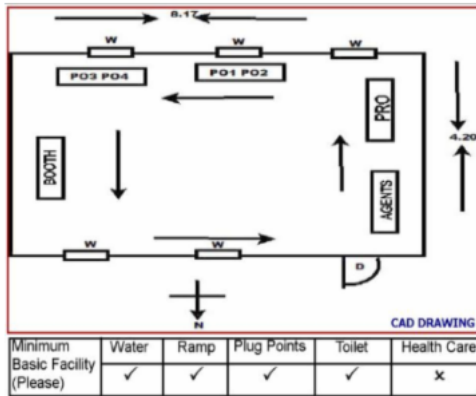 8.17
W
W
W
PO3 PO4
PO1 PO2
PRO
4.20
BOOTH
AGENTS
W
W
D
N
CAD DRAWING
Minimum Basic Facility (Please) Water Ramp Plug Points Toilet Health Care
✓ ✓ ✓ ✓ x